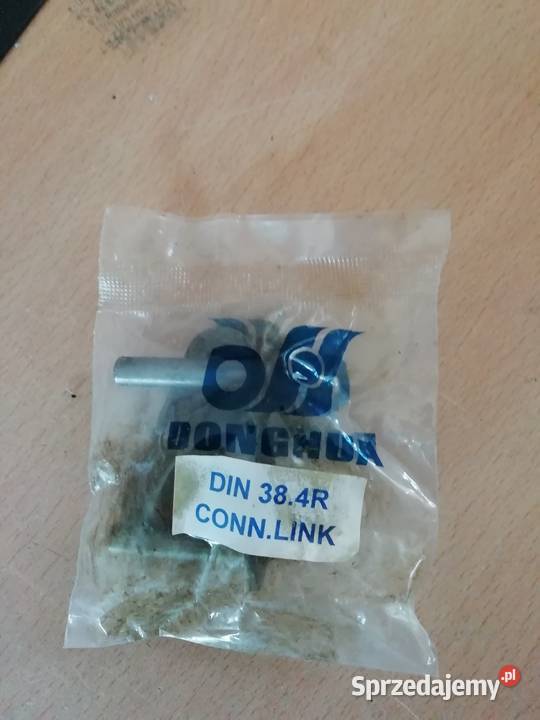 DONGHUA
DIN 38.4R
CONN.LINK
Sprzedajemy.pl